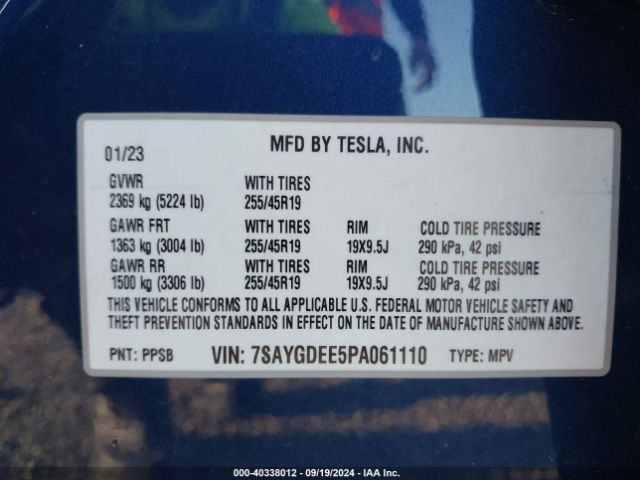 01/23 MFD BY TESLA, INC.
GVWR WITH TIRES
2369 kg (5224 lb) 255/45R19
GAWR FRT WITH TIRES RIM COLD TIRE PRESSURE
1363 kg (3004 lb) 255/45R19 19X9.5J 290 kPa, 42 psi
GAWR RR WITH TIRES RIM COLD TIRE PRESSURE
1500 kg (3306 lb) 255/45R19 19X9.5J 290 kPa, 42 psi
THIS VEHICLE CONFORMS TO ALL APPLICABLE U.S. FEDERAL MOTOR VEHICLE SAFETY AND
THEFT PREVENTION STANDARDS IN EFFECT ON THE DATE OF MANUFACTURE SHOWN ABOVE.
PNT: PPSB VIN: 7SAYGDEE5PA061110 TYPE: MPV
000-40338012 - 09/19/2024 - IAA Inc.